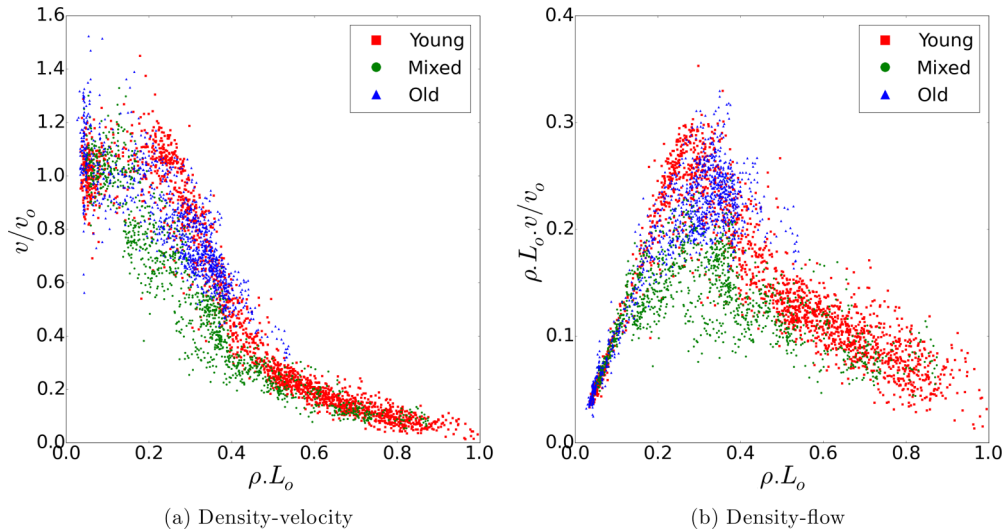 1.6
1.4
1.2
1.0
0.8
0.6
0.4
0.2
0.0
v/v_o
Young
Mixed
Old
0.0 0.2 0.4 0.6 0.8 1.0
ρ.L_o
(a) Density-velocity
0.4
0.3
0.2
0.1
0.0
ρ.L_o.v/v_o
Young
Mixed
Old
0.0 0.2 0.4 0.6 0.8 1.0
ρ.L_o
(b) Density-flow